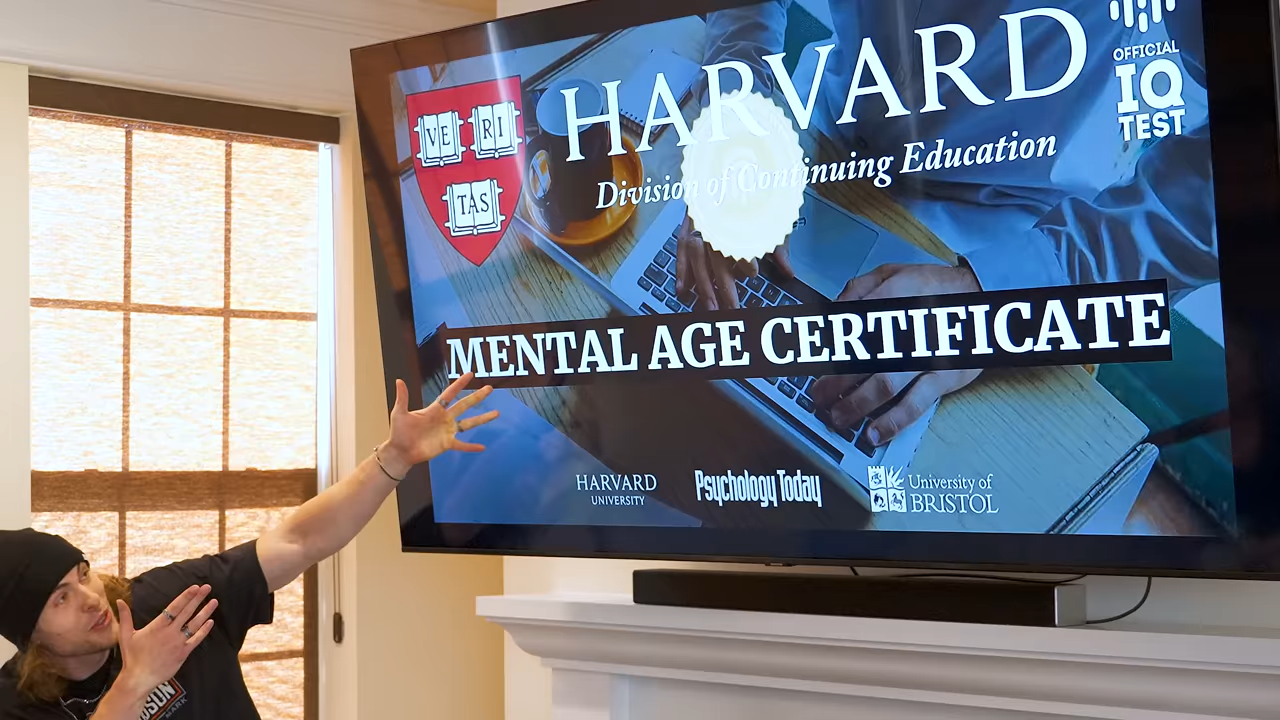 HARVARD
Division of Continuing Education
VE RI
TAS
OFFICIAL
IQ
TEST
MENTAL AGE CERTIFICATE
HARVARD
UNIVERSITY
Psychology Today
University of
BRISTOL
MARK